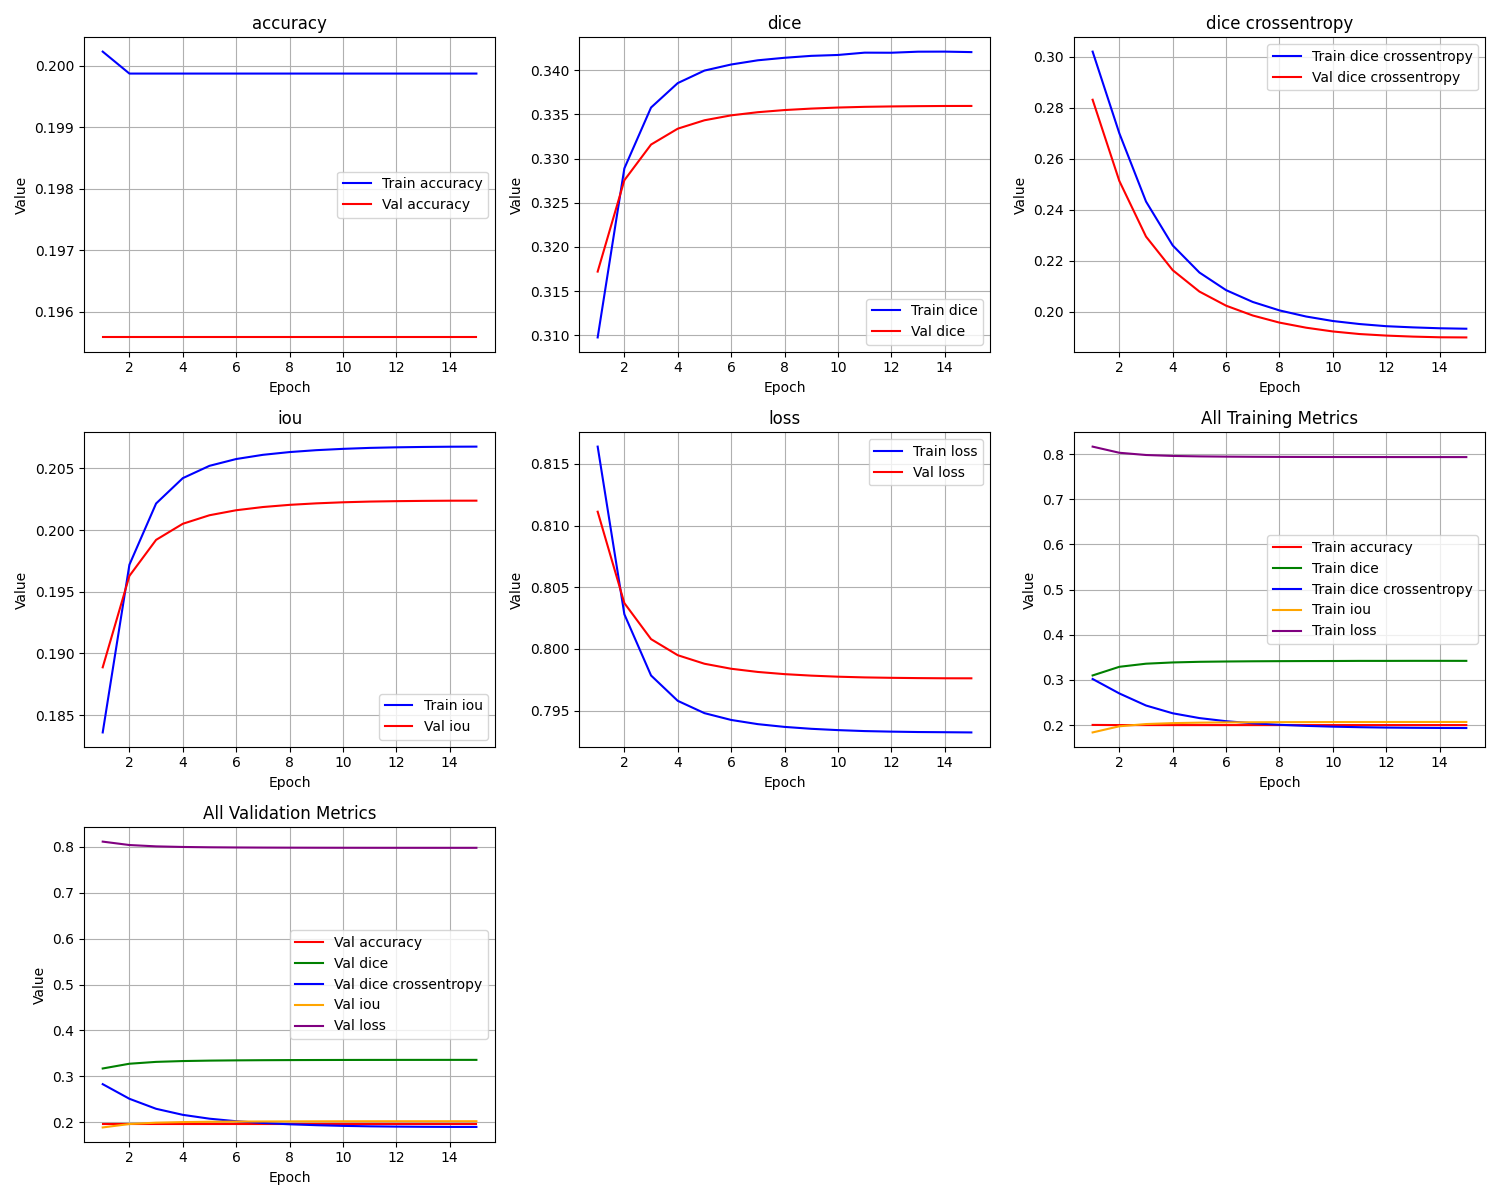 accuracy
Value
0.200
0.199
0.198
0.197
0.196
Train accuracy
Val accuracy
2 4 6 8 10 12 14
Epoch
dice
Value
0.340
0.335
0.330
0.325
0.320
0.315
0.310
Train dice
Val dice
2 4 6 8 10 12 14
Epoch
dice crossentropy
Value
0.30
0.28
0.26
0.24
0.22
0.20
Train dice crossentropy
Val dice crossentropy
2 4 6 8 10 12 14
Epoch
iou
Value
0.205
0.200
0.195
0.190
0.185
Train iou
Val iou
2 4 6 8 10 12 14
Epoch
loss
Value
0.815
0.810
0.805
0.800
0.795
Train loss
Val loss
2 4 6 8 10 12 14
Epoch
All Training Metrics
Value
0.8
0.7
0.6
0.5
0.4
0.3
0.2
Train accuracy
Train dice
Train dice crossentropy
Train iou
Train loss
2 4 6 8 10 12 14
Epoch
All Validation Metrics
Value
0.8
0.7
0.6
0.5
0.4
0.3
0.2
Val accuracy
Val dice
Val dice crossentropy
Val iou
Val loss
2 4 6 8 10 12 14
Epoch